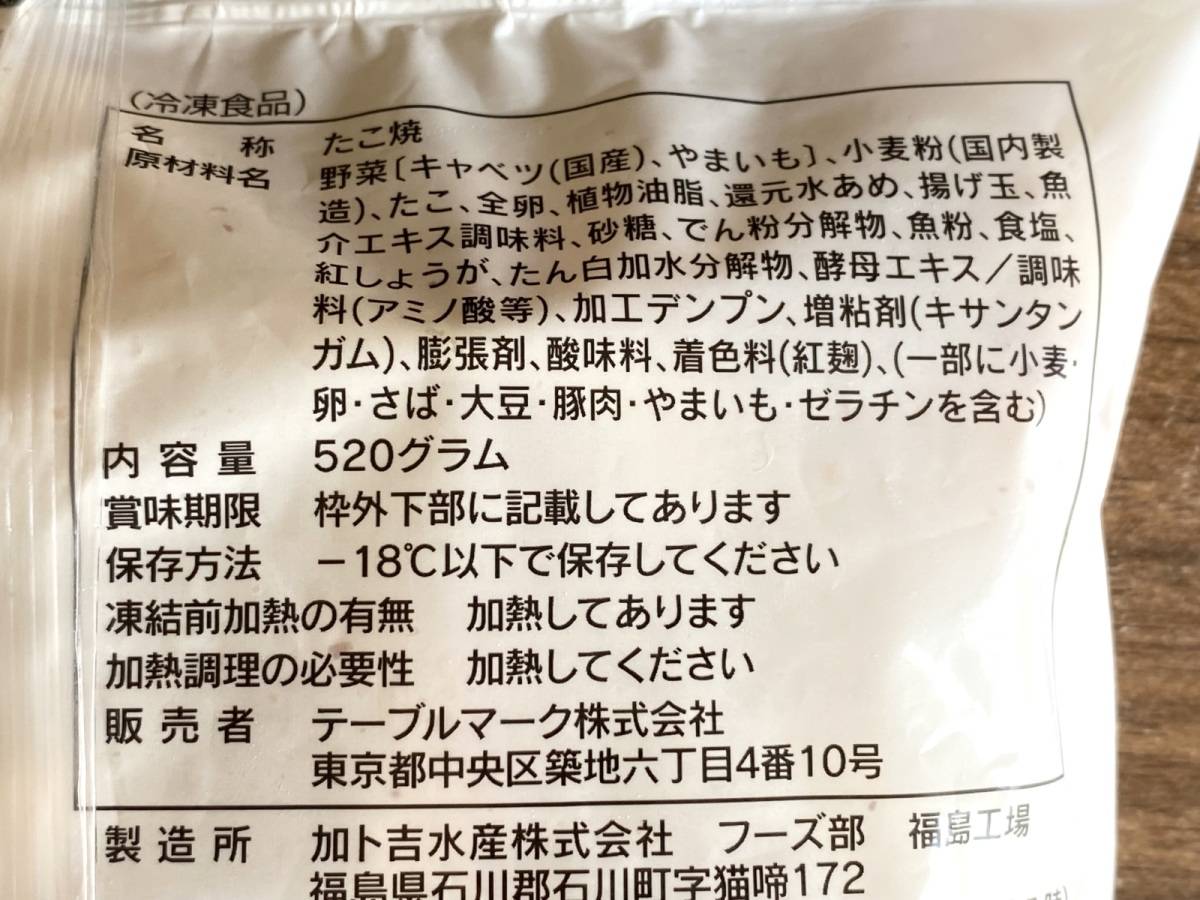 (冷凍食品)
名称 たこ焼
原材料名 野菜〔キャベツ(国産)、やまいも〕、小麦粉(国内製
造)、たこ、全卵、植物油脂、還元水あめ、揚げ玉、魚
介エキス調味料、砂糖、でん粉分解物、魚粉、食塩、
紅しょうが、たん白加水分解物、酵母エキス／調味
料(アミノ酸等)、加工デンプン、増粘剤(キサンタン
ガム)、膨張剤、酸味料、着色料(紅麹)、(一部に小麦・
卵・さば・大豆・豚肉・やまいも・ゼラチンを含む)
内容量 520グラム
賞味期限 枠外下部に記載してあります
保存方法 −18℃以下で保存してください
凍結前加熱の有無 加熱してあります
加熱調理の必要性 加熱してください
販売者 テーブルマーク株式会社
東京都中央区築地六丁目4番10号
製造所 加ト吉水産株式会社 フーズ部 福島工場
福島県石川郡石川町字猫啼172